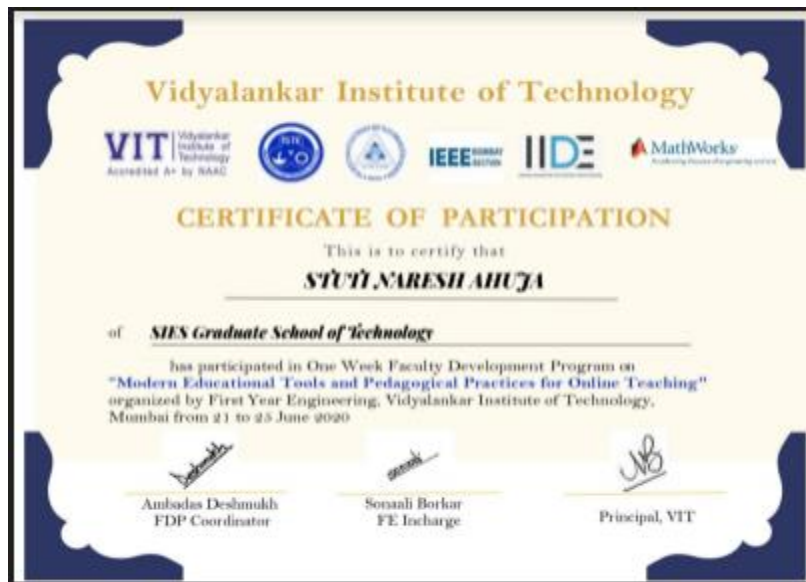 Vidyalankar Institute of Technology
VIT Vidyalankar
Institute of
Technology
Accredited A+ by NAAC
IEEE BOMBAY
SECTION
IIDE
MathWorks
CERTIFICATE OF PARTICIPATION
This is to certify that
STUTI NARESH AHUJA
of SIES Graduate School of Technology
has participated in One Week Faculty Development Program on
"Modern Educational Tools and Pedagogical Practices for Online Teaching"
organized by First Year Engineering, Vidyalankar Institute of Technology,
Mumbai from 21 to 25 June 2020
Ambadas Deshmukh
FDP Coordinator
Sonaali Borkar
FE Incharge
Principal, VIT